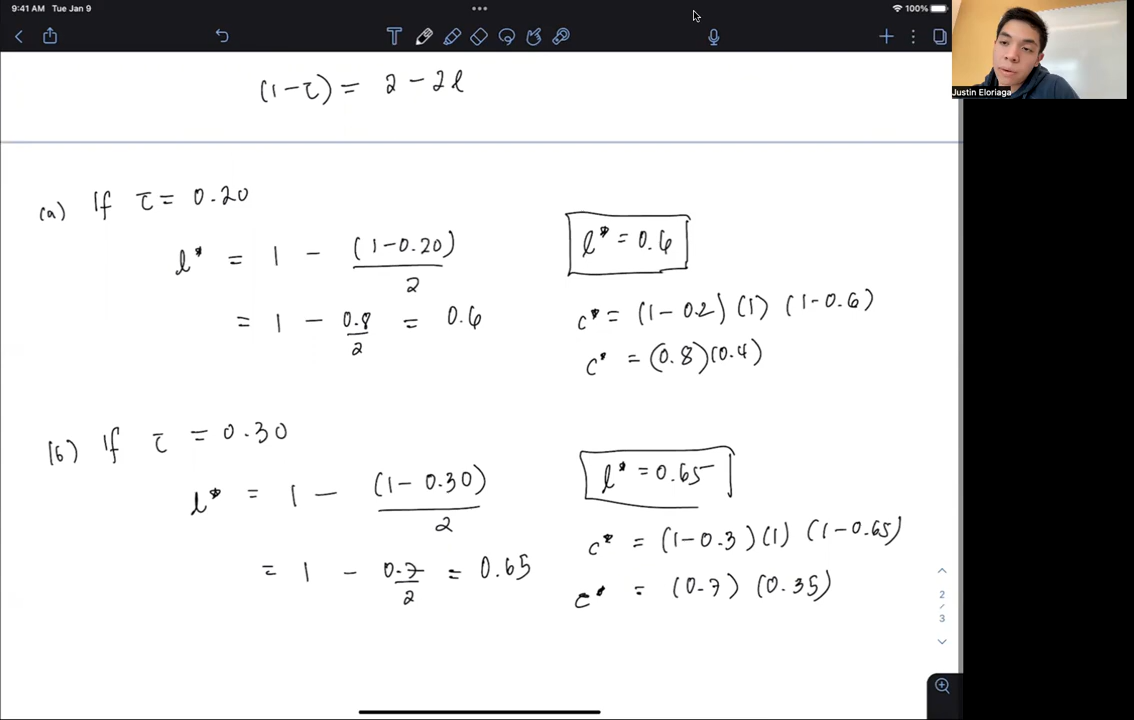 9:41 AM Tue Jan 9
100%
Justin Eloriaga
(1-τ) = 2 - 2l
(a) If τ = 0.20
l* = 1 - (1-0.20)/2
= 1 - 0.8/2 = 0.6
l* = 0.6
c* = (1-0.2)(1)(1-0.6)
c* = (0.8)(0.4)
(b) If τ = 0.30
l* = 1 - (1-0.30)/2
= 1 - 0.7/2 = 0.65
l* = 0.65
c* = (1-0.3)(1)(1-0.65)
c* = (0.7)(0.35)
2
/
3